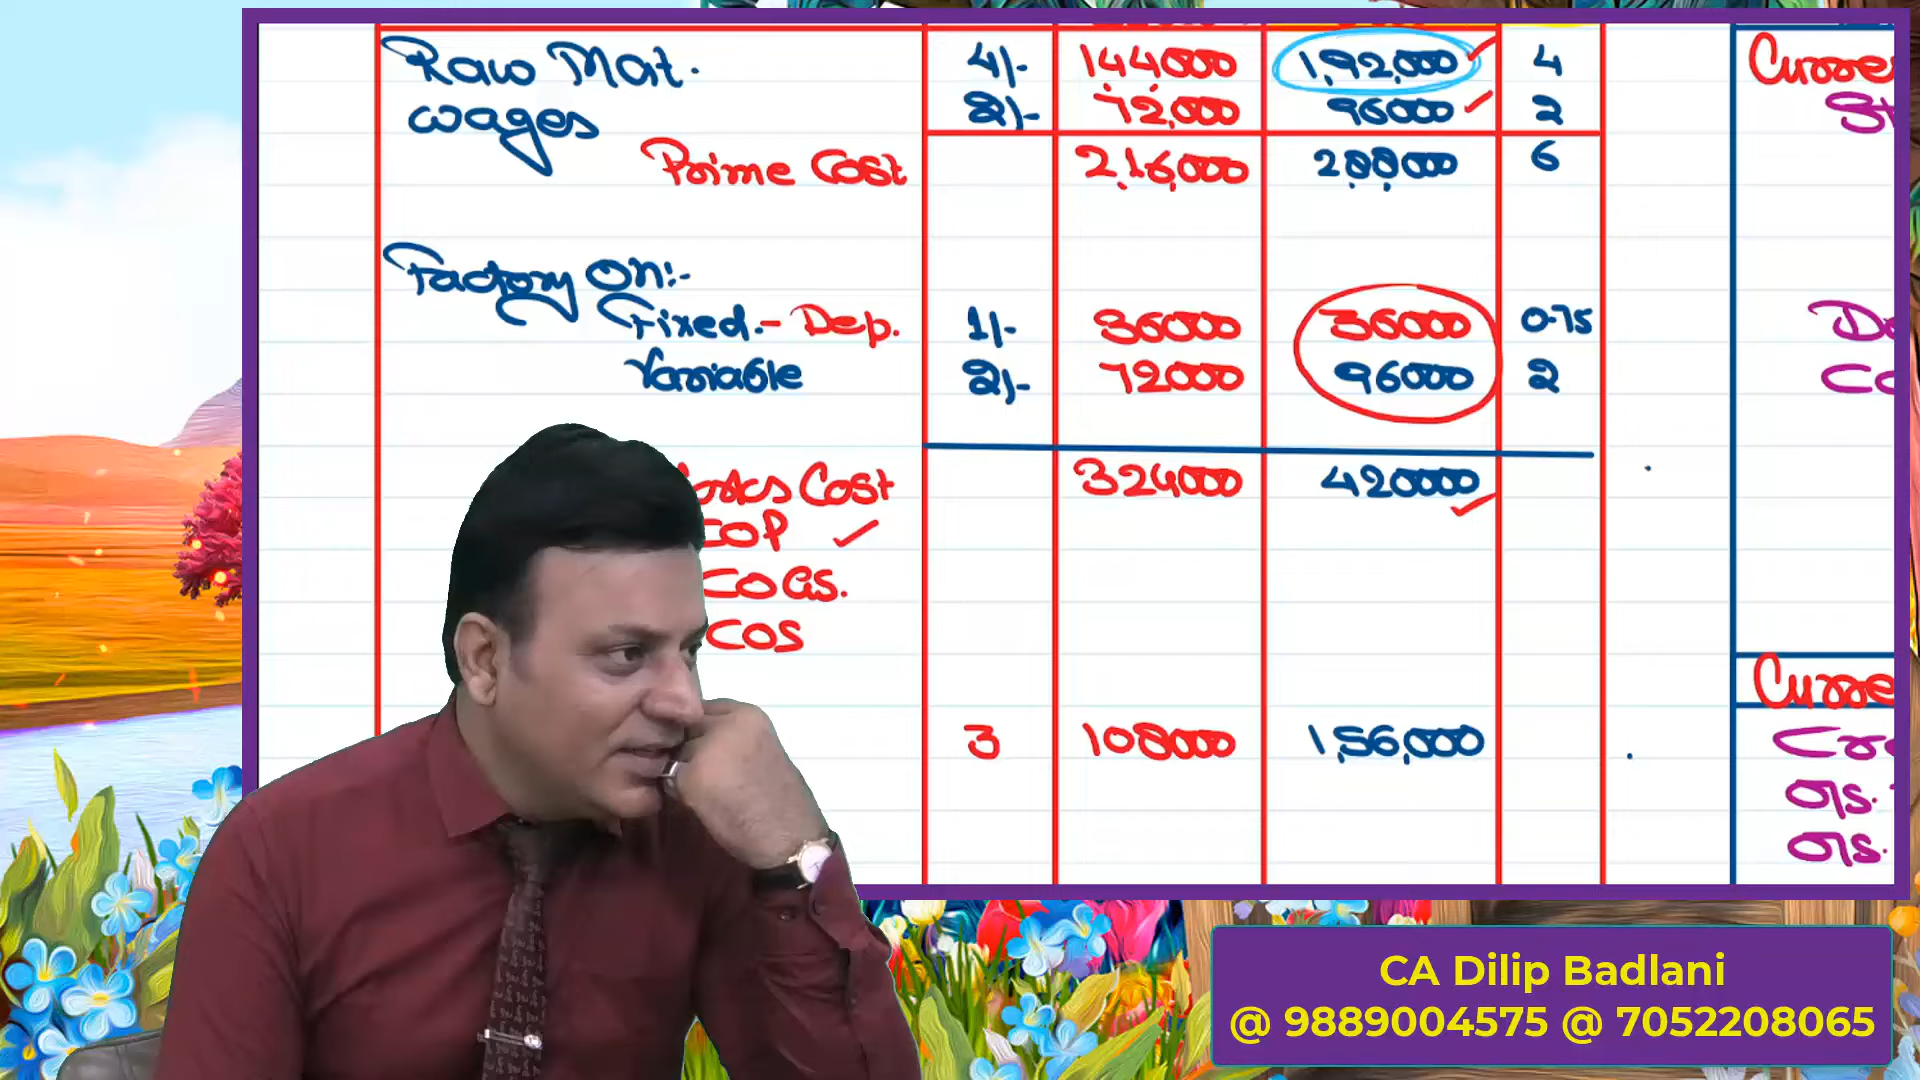 Raw Mat. 4/- 144000 1,92,000 4
wages 2/- 72,000 96000 2
Prime Cost 2,16,000 288000 6
Factory OH:-
Fixed.- Dep. 1/- 36000 36000 0.75
Variable 2/- 72000 96000 2
Cost 324000 420000
COP
COGS.
COS
3 108000 1,56,000
CA Dilip Badlani
@ 9889004575 @ 7052208065